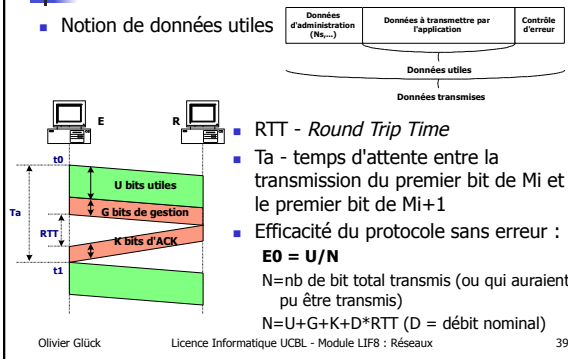 Notion de données utiles
Données d'administration (Ns,...)
Données à transmettre par l'application
Contrôle d'erreur
Données utiles
Données transmises
E
R
t0
U bits utiles
G bits de gestion
Ta
RTT
K bits d'ACK
t1
RTT - Round Trip Time
Ta - temps d'attente entre la
transmission du premier bit de Mi et
le premier bit de Mi+1
Efficacité du protocole sans erreur :
E0 = U/N
N=nb de bit total transmis (ou qui auraient
pu être transmis)
N=U+G+K+D*RTT (D = débit nominal)
Olivier Glück
Licence Informatique UCBL - Module LIF8 : Réseaux
39